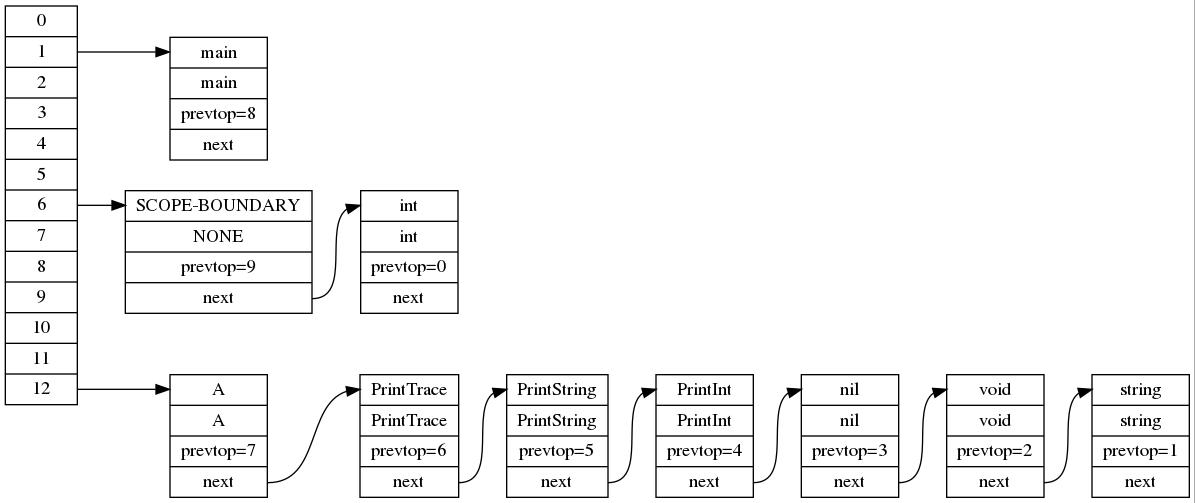 0
1
2
3
4
5
6
7
8
9
10
11
12
main
main
prevtop=8
next
SCOPE-BOUNDARY
NONE
prevtop=9
next
int
int
prevtop=0
next
A
A
prevtop=7
next
PrintTrace
PrintTrace
prevtop=6
next
PrintString
PrintString
prevtop=5
next
PrintInt
PrintInt
prevtop=4
next
nil
nil
prevtop=3
next
void
void
prevtop=2
next
string
string
prevtop=1
next